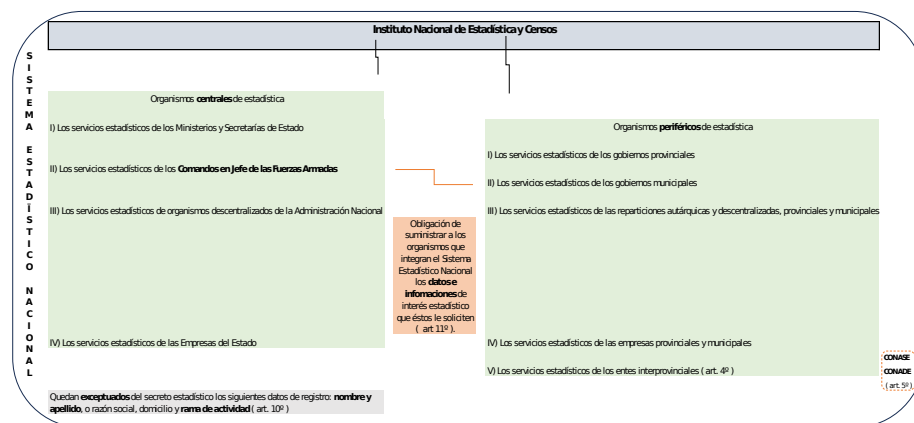 Instituto Nacional de Estadística y Censos
SISTEMA ESTADÍSTICO NACIONAL
Organismos centrales de estadística
I) Los servicios estadísticos de los Ministerios y Secretarías de Estado
II) Los servicios estadísticos de los Comandos en Jefe de las Fuerzas Armadas
III) Los servicios estadísticos de organismos descentralizados de la Administración Nacional
IV) Los servicios estadísticos de las Empresas del Estado
Obligación de
suministrar a los
organismos que
integran el Sistema
Estadístico Nacional
los datos e
infomaciones de
interés estadístico
que éstos le soliciten
( art 11º ).
Organismos periféricos de estadística
I) Los servicios estadísticos de los gobiernos provinciales
II) Los servicios estadísticos de los gobiernos municipales
III) Los servicios estadísticos de las reparticiones autárquicas y descentralizadas, provinciales y municipales
IV) Los servicios estadísticos de las empresas provinciales y municipales
V) Los servicios estadísticos de los entes interprovinciales ( art. 4º )
CONASE
CONADE
( art. 5º )
Quedan exceptuados del secreto estadístico los siguientes datos de registro: nombre y
apellido, o razón social, domicilio y rama de actividad ( art. 10º )